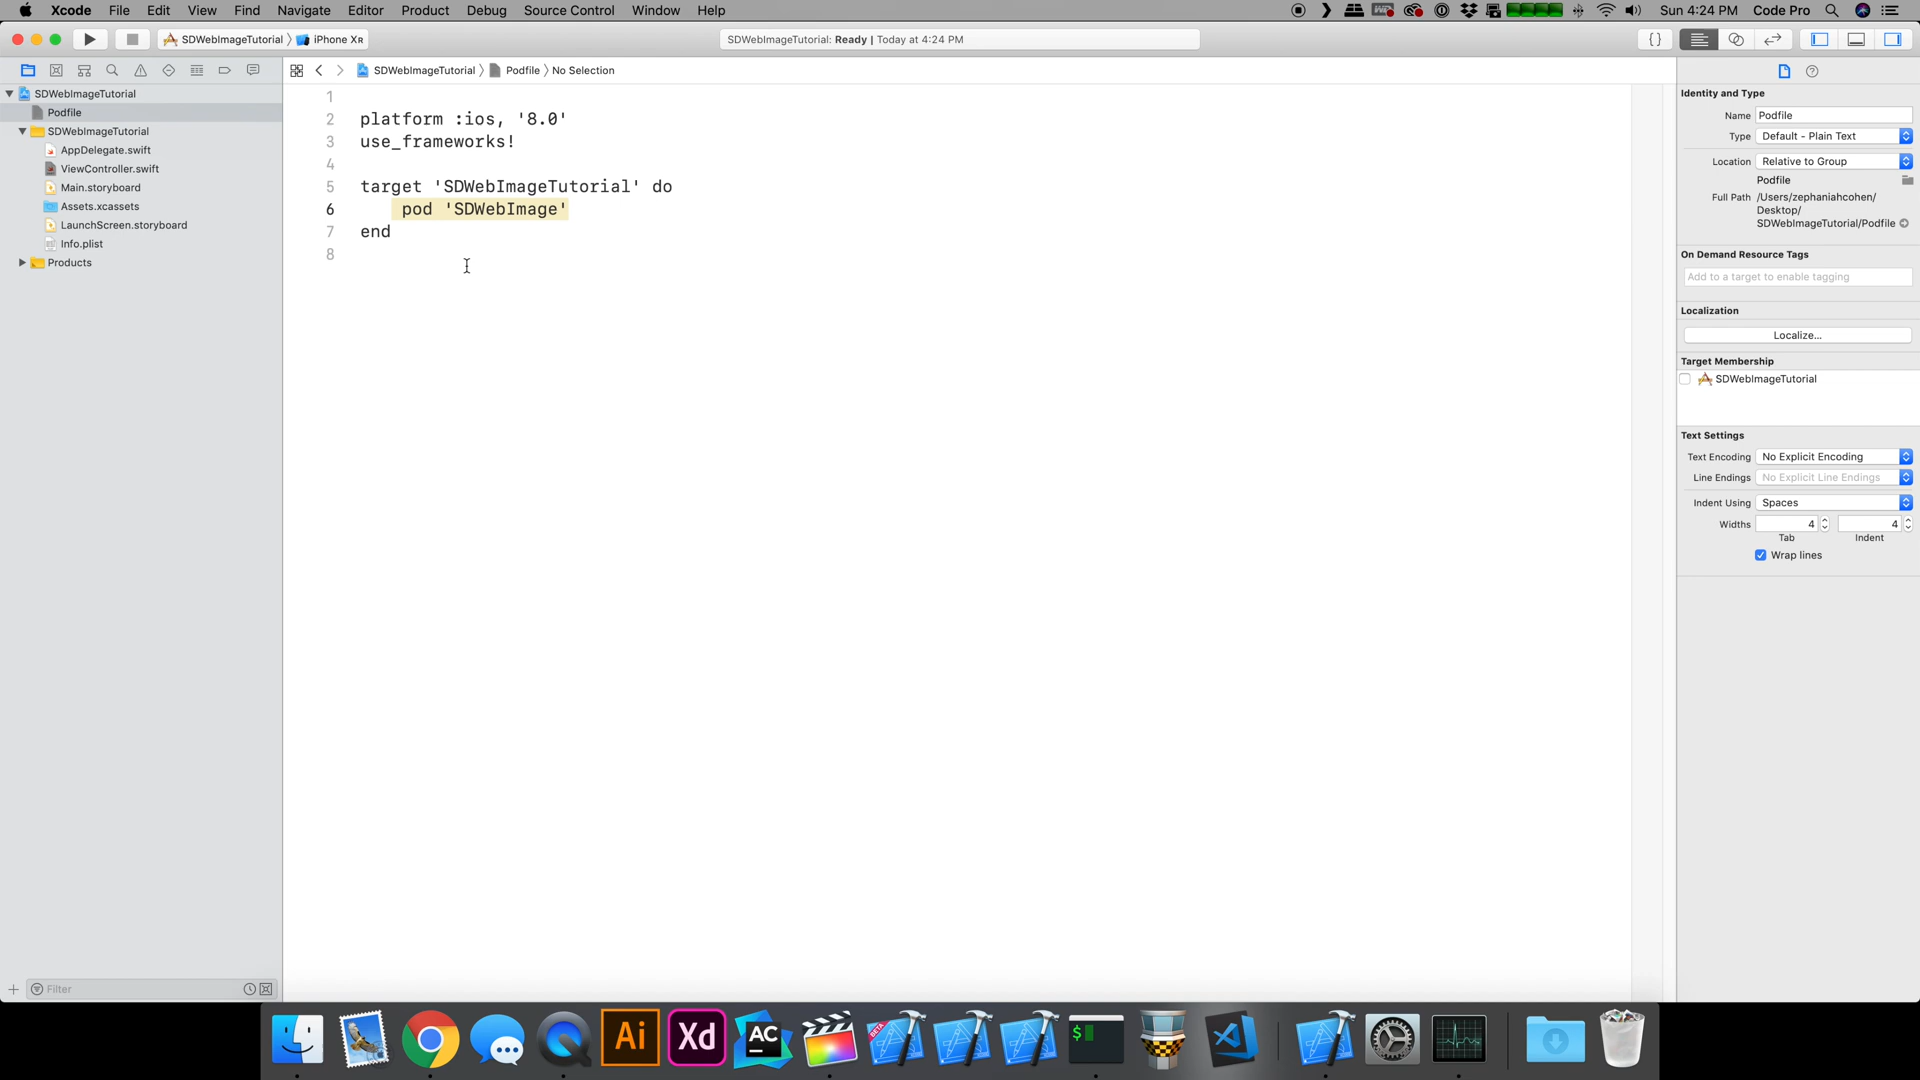 Xcode File Edit View Find Navigate Editor Product Debug Source Control Window Help Sun 4:24 PM Code Pro
SDWebImageTutorial iPhone XR SDWebImageTutorial: Ready | Today at 4:24 PM { }
SDWebImageTutorial Podfile No Selection
SDWebImageTutorial
Podfile
SDWebImageTutorial
AppDelegate.swift
ViewController.swift
Main.storyboard
Assets.xcassets
LaunchScreen.storyboard
Info.plist
Products
Filter
1
2 platform :ios, '8.0'
3 use_frameworks!
4
5 target 'SDWebImageTutorial' do
6 pod 'SDWebImage'
7 end
8
Identity and Type
Name Podfile
Type Default - Plain Text
Location Relative to Group
Podfile
Full Path /Users/zephaniahcohen/
Desktop/
SDWebImageTutorial/Podfile
On Demand Resource Tags
Add to a target to enable tagging
Localization
Localize...
Target Membership
SDWebImageTutorial
Text Settings
Text Encoding No Explicit Encoding
Line Endings No Explicit Line Endings
Indent Using Spaces
Widths 4 4
Tab Indent
Wrap lines
Ai Xd AC BETA $